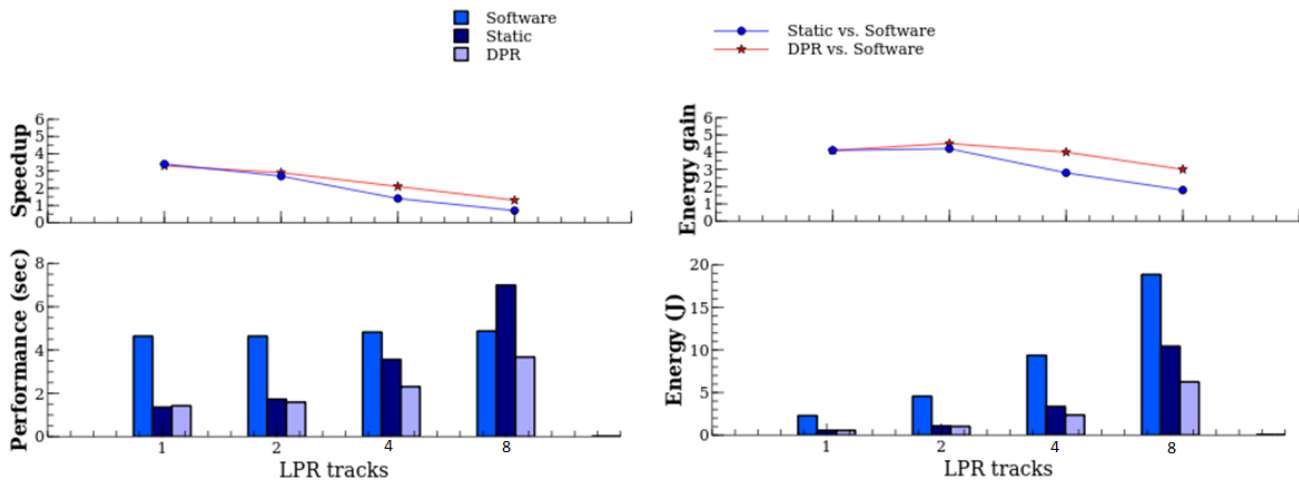 Software
Static
DPR
Static vs. Software
DPR vs. Software
Speedup
6
5
4
3
2
1
0
Energy gain
6
5
4
3
2
1
0
Performance (sec)
8
6
4
2
0
1 2 4 8
LPR tracks
Energy (J)
20
15
10
5
0
1 2 4 8
LPR tracks